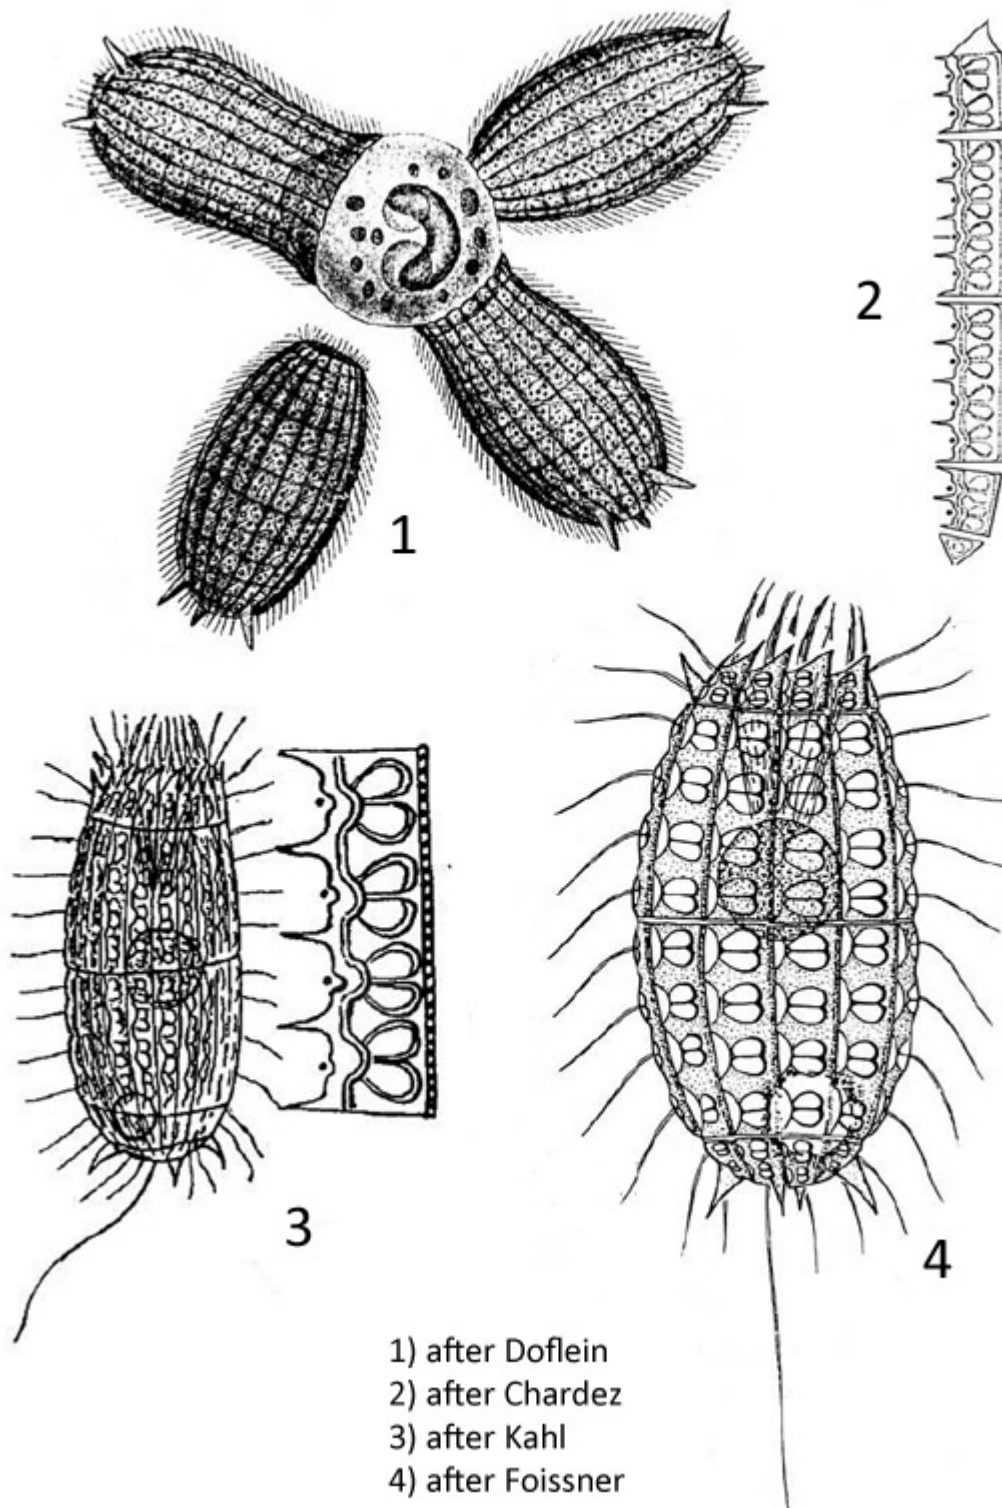 1
2
3
4
1) after Doflein
2) after Chardez
3) after Kahl
4) after Foissner